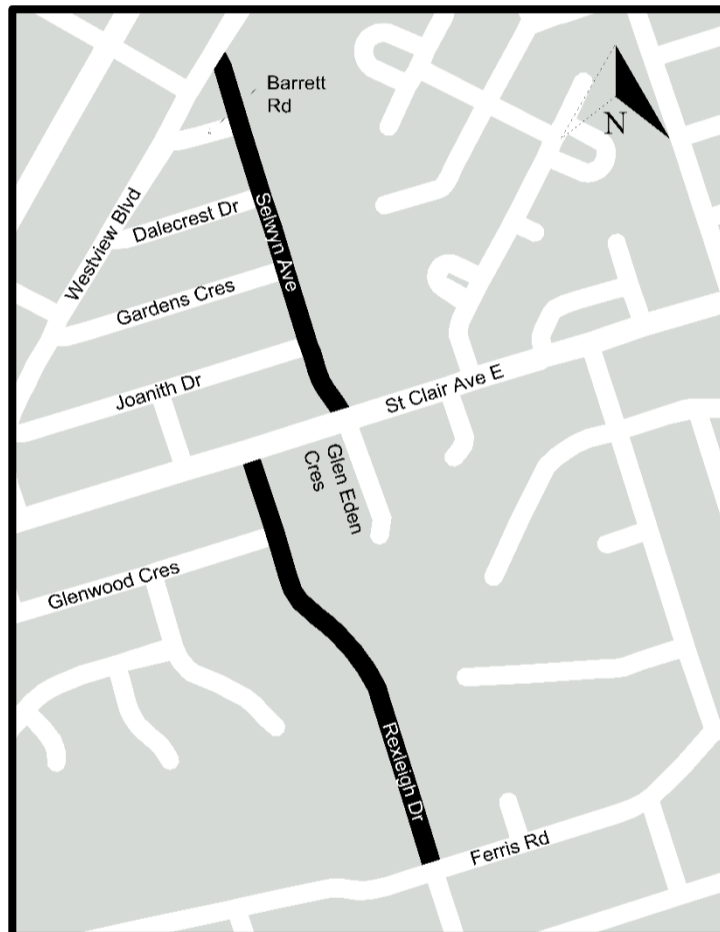 Barrett
Rd
N
Selwyn Ave
Dalecrest Dr
Westview Blvd
Gardens Cres
Joanith Dr
St Clair Ave E
Glen Eden
Cres
Glenwood Cres
Rexleigh Dr
Ferris Rd